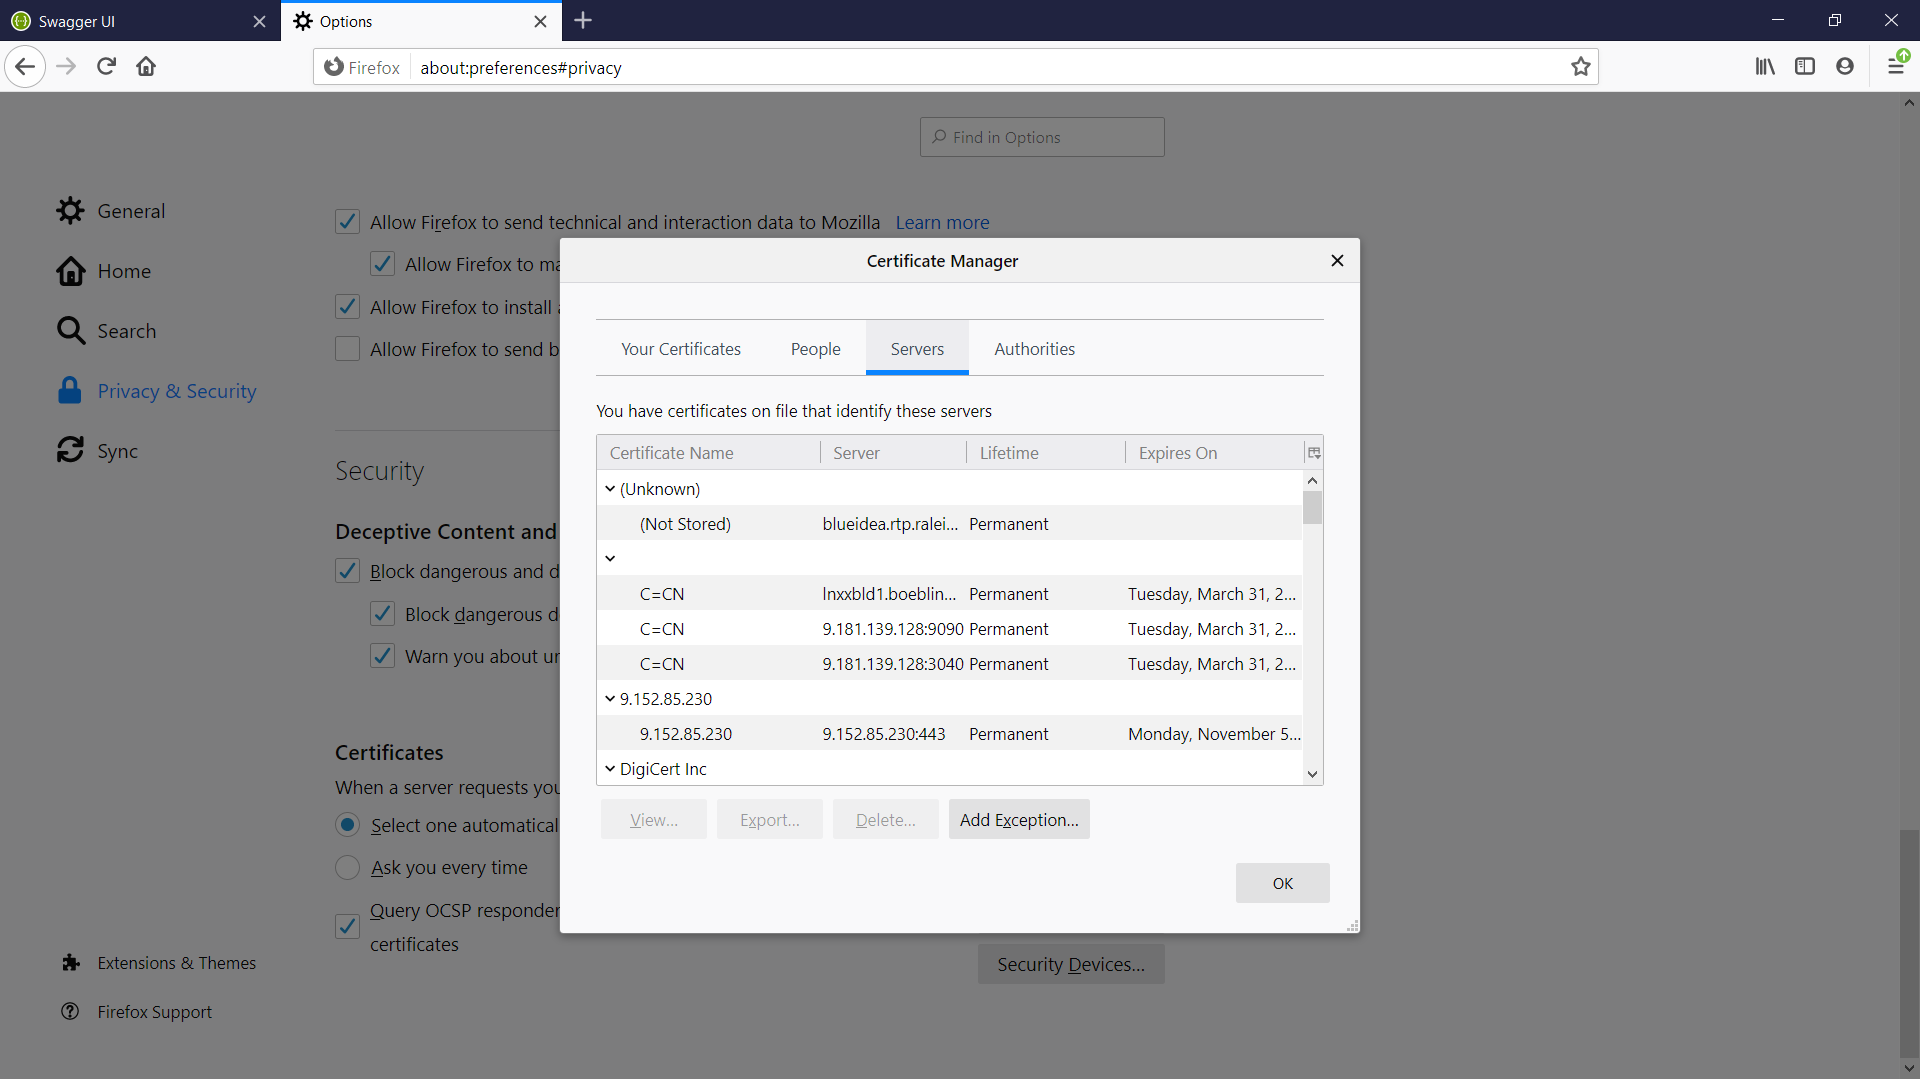 Swagger UI
Options
Firefox
about:preferences#privacy
Find in Options
General
Home
Search
Privacy & Security
Sync
Extensions & Themes
Firefox Support
Allow Firefox to send technical and interaction data to Mozilla Learn more
Allow Firefox to ma
Allow Firefox to install a
Allow Firefox to send b
Security
Deceptive Content and
Block dangerous and d
Block dangerous d
Warn you about un
Certificates
When a server requests you
Select one automatical
Ask you every time
Query OCSP responder
certificates
Security Devices...
Certificate Manager
Your Certificates People Servers Authorities
You have certificates on file that identify these servers
Certificate Name Server Lifetime Expires On
(Unknown)
(Not Stored) blueidea.rtp.ralei... Permanent
C=CN lnxxbld1.boeblin... Permanent Tuesday, March 31, 2...
C=CN 9.181.139.128:9090 Permanent Tuesday, March 31, 2...
C=CN 9.181.139.128:3040 Permanent Tuesday, March 31, 2...
9.152.85.230
9.152.85.230 9.152.85.230:443 Permanent Monday, November 5...
DigiCert Inc
View... Export... Delete... Add Exception...
OK